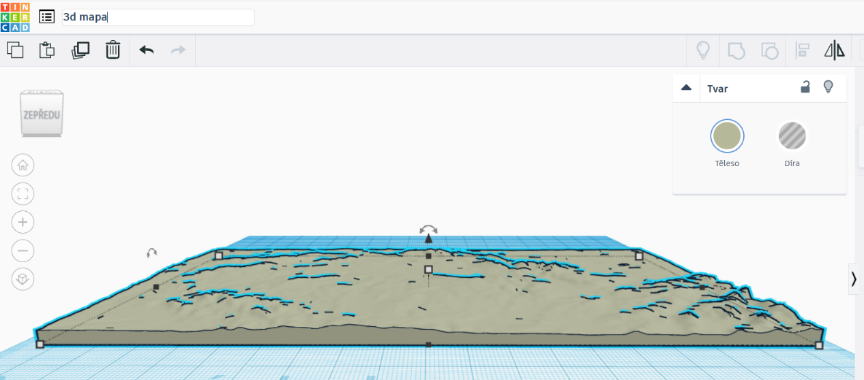 TIN
KER
CAD
3d mapa
Tvar
ZEPŘEDU
Těleso
Díra